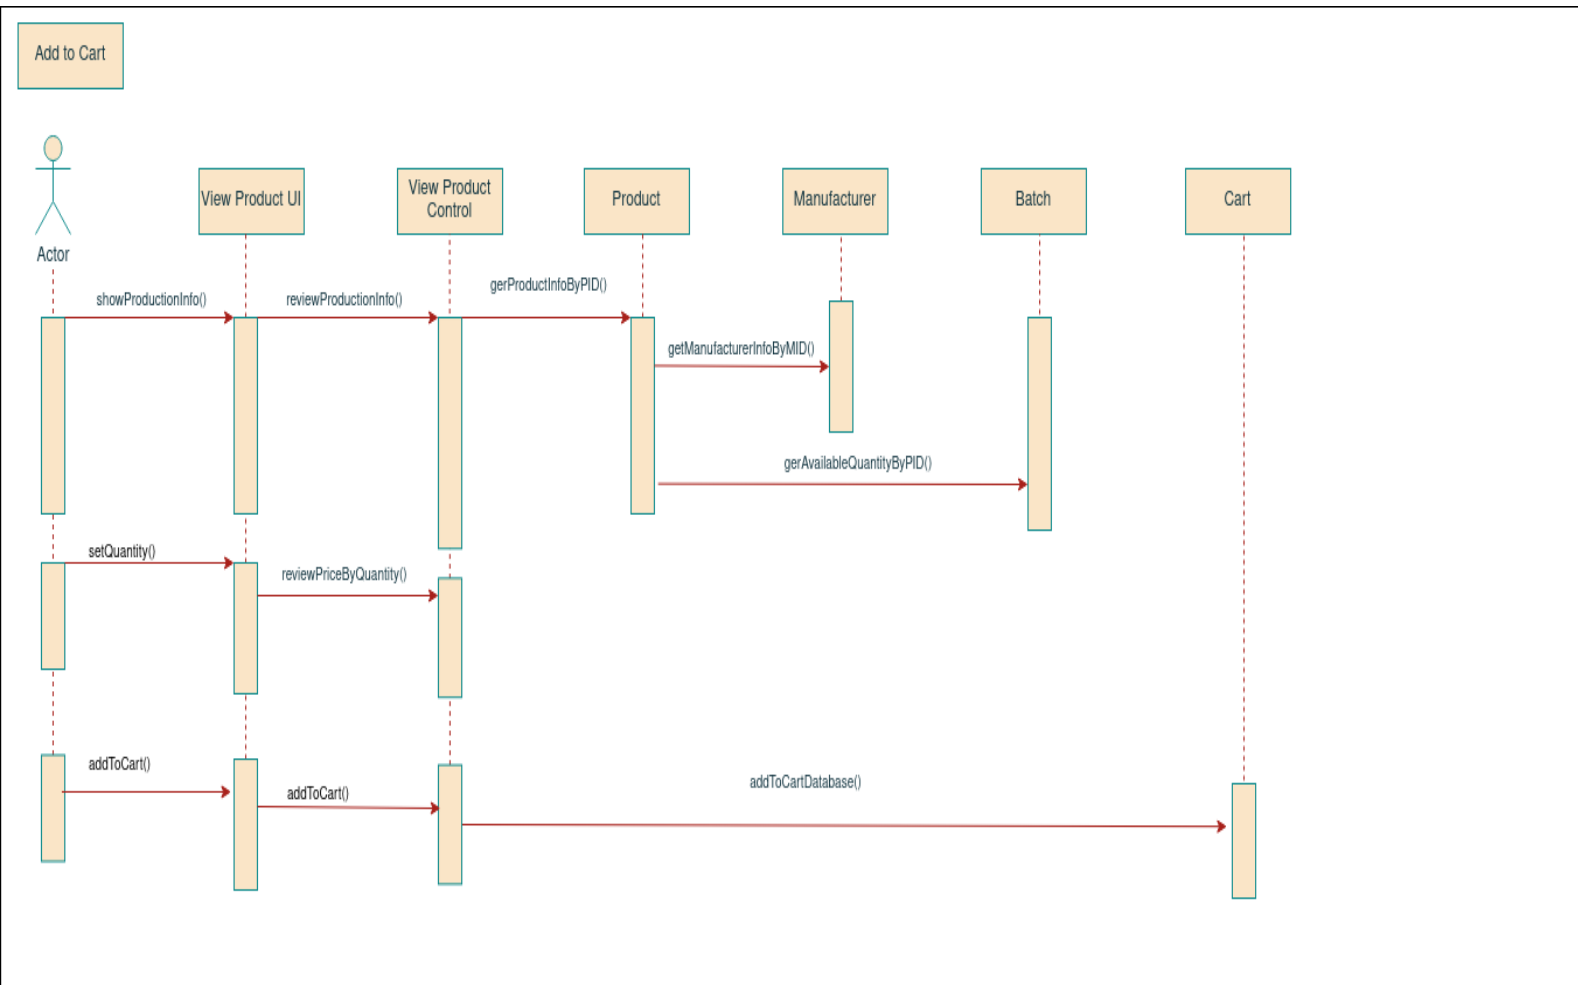 Add to Cart
Actor
View Product UI
View Product
Control
Product
Manufacturer
Batch
Cart
showProductionInfo()
reviewProductionInfo()
gerProductInfoByPID()
getManufacturerInfoByMID()
gerAvailableQuantityByPID()
setQuantity()
reviewPriceByQuantity()
addToCart()
addToCart()
addToCartDatabase()